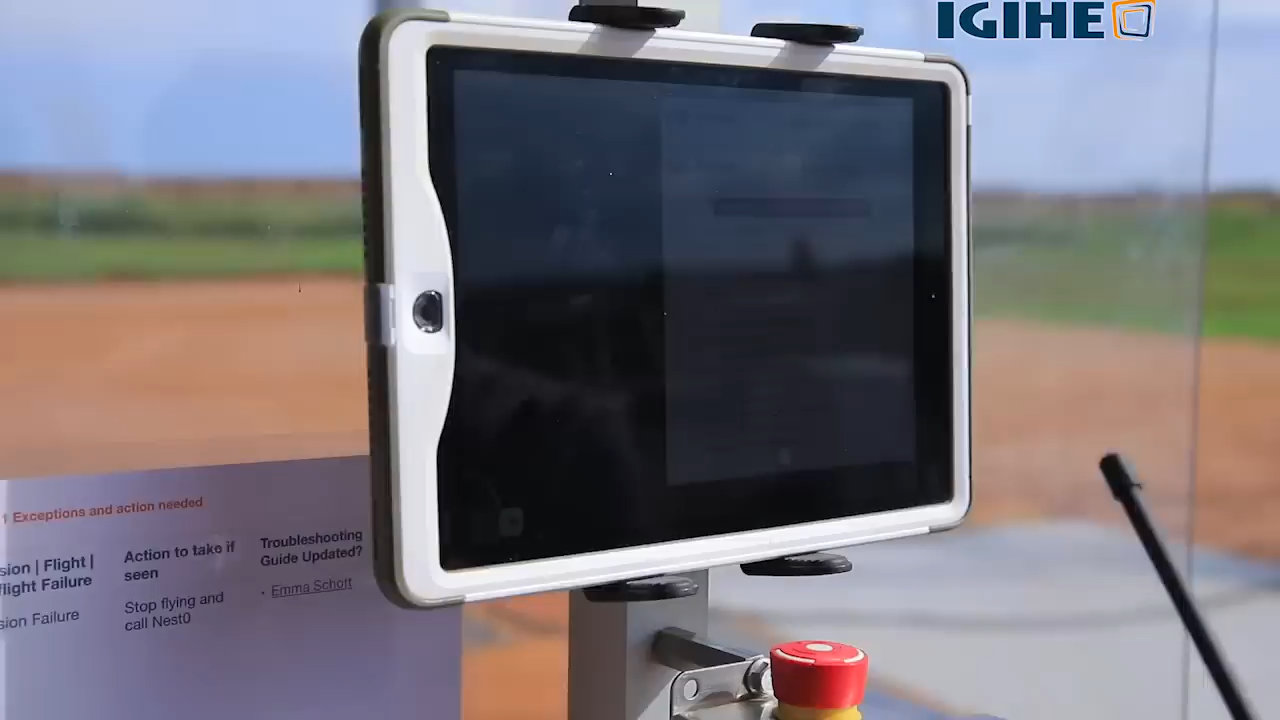 IGIHE
Exceptions and action needed
sion | Flight |
flight Failure
Action to take if
seen
Troubleshooting
Guide Updated?
• Emma Schott
sion Failure
Stop flying and
call Nest0